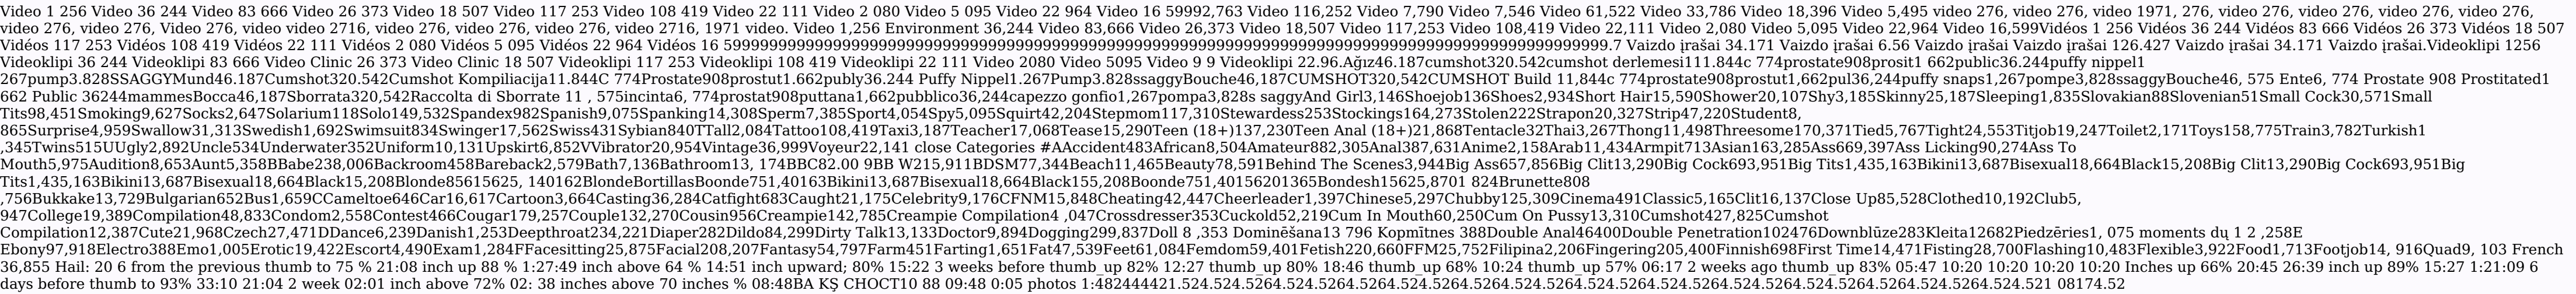 Video 1 256 Video 36 244 Video 83 666 Video 26 373 Video 18 507 Video 117 253 Video 108 419 Video 22 111 Video 2 080 Video 5 095 Video 22 964 Video 16 59992,763 Video 116,252 Video 7,790 Video 7,546 Video 61,522 Video 33,786 Video 18,396 Video 5,495 video 276, video 276, video 1971, 276, video 276, video 276, video 276, video 276,
video 276, video 276, Video 276, video video 2716, video 276, video 276, video 276, video 276, video 2716, 1971 video. Video 1,256 Environment 36,244 Video 83,666 Video 26,373 Video 18,507 Video 117,253 Video 108,419 Video 22,111 Video 2,080 Video 5,095 Video 22,964 Video 16,599Vidéos 1 256 Vidéos 36 244 Vidéos 83 666 Vidéos 26 373 Vidéos 18 507
Vidéos 117 253 Vidéos 108 419 Vidéos 22 111 Vidéos 2 080 Vidéos 5 095 Vidéos 22 964 Vidéos 16 Vaizdo įrašai 34.171 Vaizdo įrašai 6.56 Vaizdo įrašai Vaizdo įrašai 126.427 Vaizdo įrašai 34.171 Vaizdo įrašai.Videoklipi 1256
Videoklipi 36 244 Videoklipi 83 666 Video Clinic 26 373 Video Clinic 18 507 Videoklipi 117 253 Videoklipi 108 419 Videoklipi 22 111 Video 2080 Video 5095 Video 9 9 Videoklipi 22.96.Ağız46.187cumshot320.542cumshot derlemesi111.844c 774prostate908prosit1 662public36.244puffy nippel1
267pump3.828SSAGGYMund46.187Cumshot320.542Cumshot Kompiliacija11.844C 774Prostate908prostut1.662publy36.244 Puffy Nippel1.267Pump3.828ssaggyBouche46,187CUMSHOT320,542CUMSHOT Build 11,844c 774prostate908prostut1,662pul36,244puffy snaps1,267pompe3,828ssaggyBouche46, 575 Ente6, 774 Prostate 908 Prostitated1
662 Public 36244mammesBocca46,187Sborrata320,542Raccolta di Sborrate 11 , 575incinta6, 774prostat908puttana1,662pubblico36,244capezzo gonfio1,267pompa3,828s saggyAnd Girl3,146Shoejob136Shoes2,934Short Hair15,590Shower20,107Shy3,185Skinny25,187Sleeping1,835Slovakian88Slovenian51Small Cock30,571Small
Tits98,451Smoking9,627Socks2,647Solarium118Solo149,532Spandex982Spanish9,075Spanking14,308Sperm7,385Sport4,054Spy5,095Squirt42,204Stepmom117,310Stewardess253Stockings164,273Stolen222Strapon20,327Strip47,220Student8,
865Surprise4,959Swallow31,313Swedish1,692Swimsuit834Swinger17,562Swiss431Sybian840TTall2,084Tattoo108,419Taxi3,187Teacher17,068Tease15,290Teen (18+)137,230Teen Anal (18+)21,868Tentacle32Thai3,267Thong11,498Threesome170,371Tied5,767Tight24,553Titjob19,247Toilet2,171Toys158,775Train3,782Turkish1
,345Twins515UUgly2,892Uncle534Underwater352Uniform10,131Upskirt6,852VVibrator20,954Vintage36,999Voyeur22,141 close Categories #AAccident483African8,504Amateur882,305Anal387,631Anime2,158Arab11,434Armpit713Asian163,285Ass669,397Ass Licking90,274Ass To
Mouth5,975Audition8,653Aunt5,358BBabe238,006Backroom458Bareback2,579Bath7,136Bathroom13, 174BBC82.00 9BB W215,911BDSM77,344Beach11,465Beauty78,591Behind The Scenes3,944Big Ass657,856Big Clit13,290Big Cock693,951Big Tits1,435,163Bikini13,687Bisexual18,664Black15,208Big Clit13,290Big Cock693,951Big
Tits1,435,163Bikini13,687Bisexual18,664Black15,208Blonde85615625, 140162BlondeBortillasBoonde751,40163Bikini13,687Bisexual18,664Black155,208Boonde751,40156201365Bondesh15625,8701 824Brunette808
,756Bukkake13,729Bulgarian652Bus1,659CCameltoe646Car16,617Cartoon3,664Casting36,284Catfight683Caught21,175Celebrity9,176CFNM15,848Cheating42,447Cheerleader1,397Chinese5,297Chubby125,309Cinema491Classic5,165Clit16,137Close Up85,528Clothed10,192Club5,
947College19,389Compilation48,833Condom2,558Contest466Cougar179,257Couple132,270Cousin956Creampie142,785Creampie Compilation4 ,047Crossdresser353Cuckold52,219Cum In Mouth60,250Cum On Pussy13,310Cumshot427,825Cumshot
Compilation12,387Cute21,968Czech27,471DDance6,239Danish1,253Deepthroat234,221Diaper282Dildo84,299Dirty Talk13,133Doctor9,894Dogging299,837Doll 8 ,353 Dominēšana13 796 Kopmītnes 388Double Anal46400Double Penetration102476Downblūze283Kleita12682Piedzēries1, 075 moments dų 1 2 ,258E
Ebony97,918Electro388Emo1,005Erotic19,422Escort4,490Exam1,284FFacesitting25,875Facial208,207Fantasy54,797Farm451Farting1,651Fat47,539Feet61,084Femdom59,401Fetish220,660FFM25,752Filipina2,206Fingering205,400Finnish698First Time14,471Fisting28,700Flashing10,483Flexible3,922Food1,713Footjob14, 916Quad9, 103 French
36,855 Hail: 20 6 from the previous thumb to 75 % 21:08 inch up 88 % 1:27:49 inch above 64 % 14:51 inch upward; 80% 15:22 3 weeks before thumb_up 82% 12:27 thumb_up 80% 18:46 thumb_up 68% 10:24 thumb_up 57% 06:17 2 weeks ago thumb_up 83% 05:47 10:20 10:20 10:20 10:20 Inches up 66% 20:45 26:39 inch up 89% 15:27 1:21:09 6
days before thumb to 93% 33:10 21:04 2 week 02:01 inch above 72% 02: 38 inches above 70 inches % 08:48BA KŞ CHOCT10 88 09:48 0:05 photos 08174.52